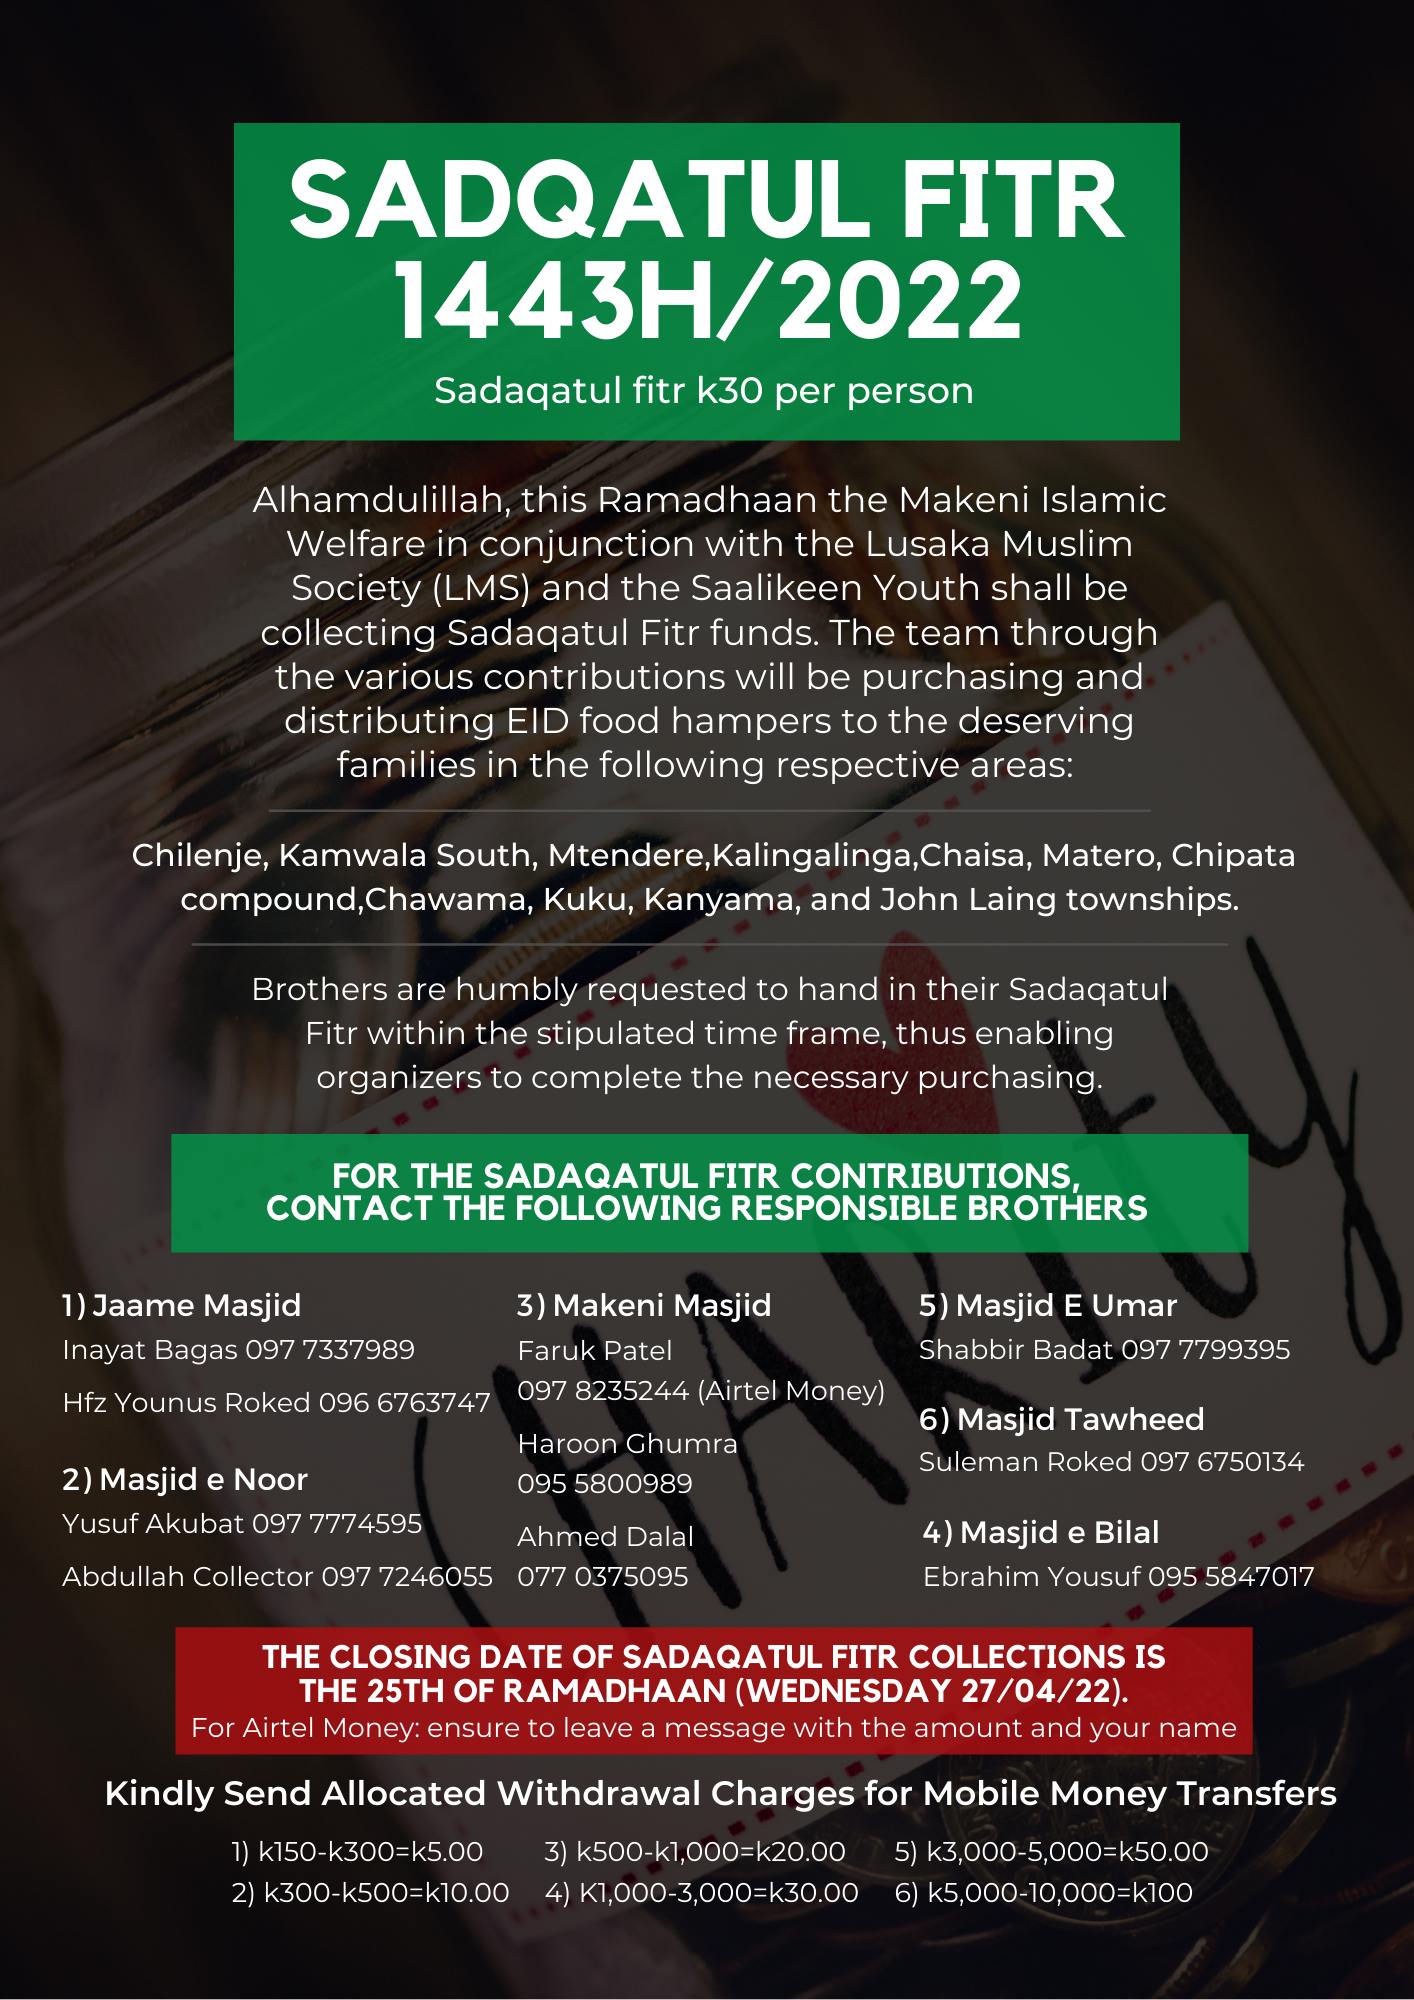 SADQATUL FITR
1443H/2022
Sadaqatul fitr k30 per person
Alhamdulillah, this Ramadhaan the Makeni Islamic
Welfare in conjunction with the Lusaka Muslim
Society (LMS) and the Saalikeen Youth shall be
collecting Sadaqatul Fitr funds. The team through
the various contributions will be purchasing and
distributing EID food hampers to the deserving
families in the following respective areas:
Chilenje, Kamwala South, Mtendere,Kalingalinga,Chaisa, Matero, Chipata
compound,Chawama, Kuku, Kanyama, and John Laing townships.
Brothers are humbly requested to hand in their Sadaqatul
Fitr within the stipulated time frame, thus enabling
organizers to complete the necessary purchasing.
CHARITY
FOR THE SADAQATUL FITR CONTRIBUTIONS,
CONTACT THE FOLLOWING RESPONSIBLE BROTHERS
1) Jaame Masjid
Inayat Bagas 097 7337989
Hfz Younus Roked 096 6763747
2) Masjid e Noor
Yusuf Akubat 097 7774595
Abdullah Collector 097 7246055
3) Makeni Masjid
Faruk Patel
097 8235244 (Airtel Money)
Haroon Ghumra
095 5800989
Ahmed Dalal
077 0375095
5) Masjid E Umar
Shabbir Badat 097 7799395
6) Masjid Tawheed
Suleman Roked 097 6750134
4) Masjid e Bilal
Ebrahim Yousuf 095 5847017
THE CLOSING DATE OF SADAQATUL FITR COLLECTIONS IS
THE 25TH OF RAMADHAAN (WEDNESDAY 27/04/22).
For Airtel Money: ensure to leave a message with the amount and your name
Kindly Send Allocated Withdrawal Charges for Mobile Money Transfers
1) k150-k300=k5.00
2) k300-k500=k10.00
3) k500-k1,000=k20.00
4) K1,000-3,000=k30.00
5) k3,000-5,000=k50.00
6) k5,000-10,000=k100